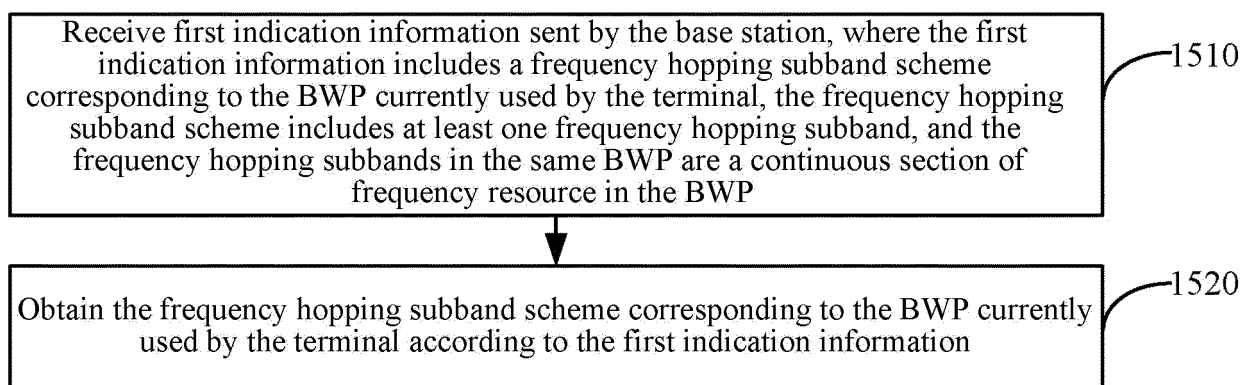 Receive first indication information sent by the base station, where the first
indication information includes a frequency hopping subband scheme
corresponding to the BWP currently used by the terminal, the frequency hopping
subband scheme includes at least one frequency hopping subband, and the
frequency hopping subbands in the same BWP are a continuous section of
frequency resource in the BWP
1510
Obtain the frequency hopping subband scheme corresponding to the BWP currently
used by the terminal according to the first indication information
1520